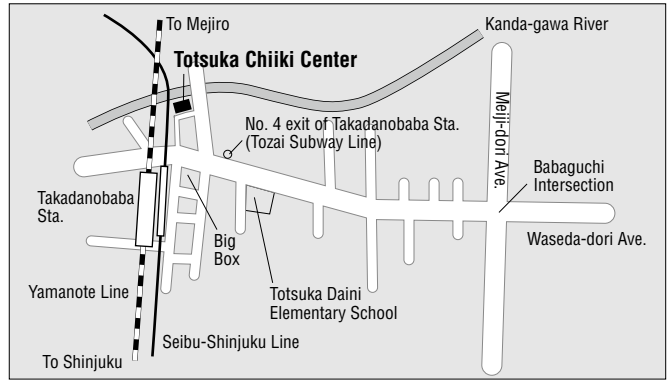 To Mejiro
Kanda-gawa River
Totsuka Chiiki Center
No. 4 exit of Takadanobaba Sta.
(Tozai Subway Line)
Meiji-dori Ave.
Babaguchi
Intersection
Takadanobaba
Sta.
Big
Box
Waseda-dori Ave.
Yamanote Line
Totsuka Daini
Elementary School
Seibu-Shinjuku Line
To Shinjuku